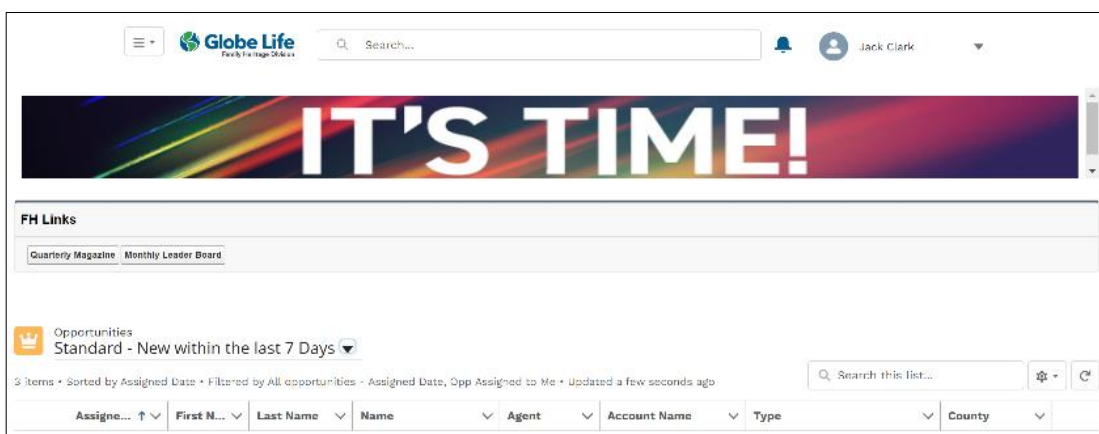 Globe Life
Family Heritage Division
Search...
Jack Clark
IT'S TIME!
FH Links
Quarterly Magazine Monthly Leader Board
Opportunities
Standard - New within the last 7 Days
3 items • Sorted by Assigned Date • Filtered by All opportunities - Assigned Date, Opp Assigned to Me • Updated a few seconds ago
Search this list...
Assigne... First N... Last Name Name Agent Account Name Type County